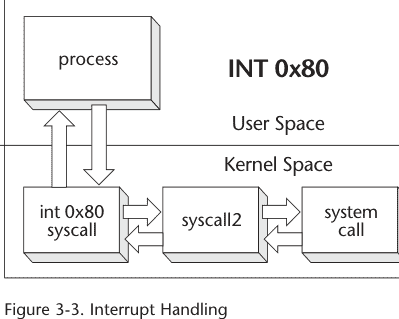 process
INT 0x80
User Space
Kernel Space
int 0x80
syscall
syscall2
system
call
Figure 3-3. Interrupt Handling